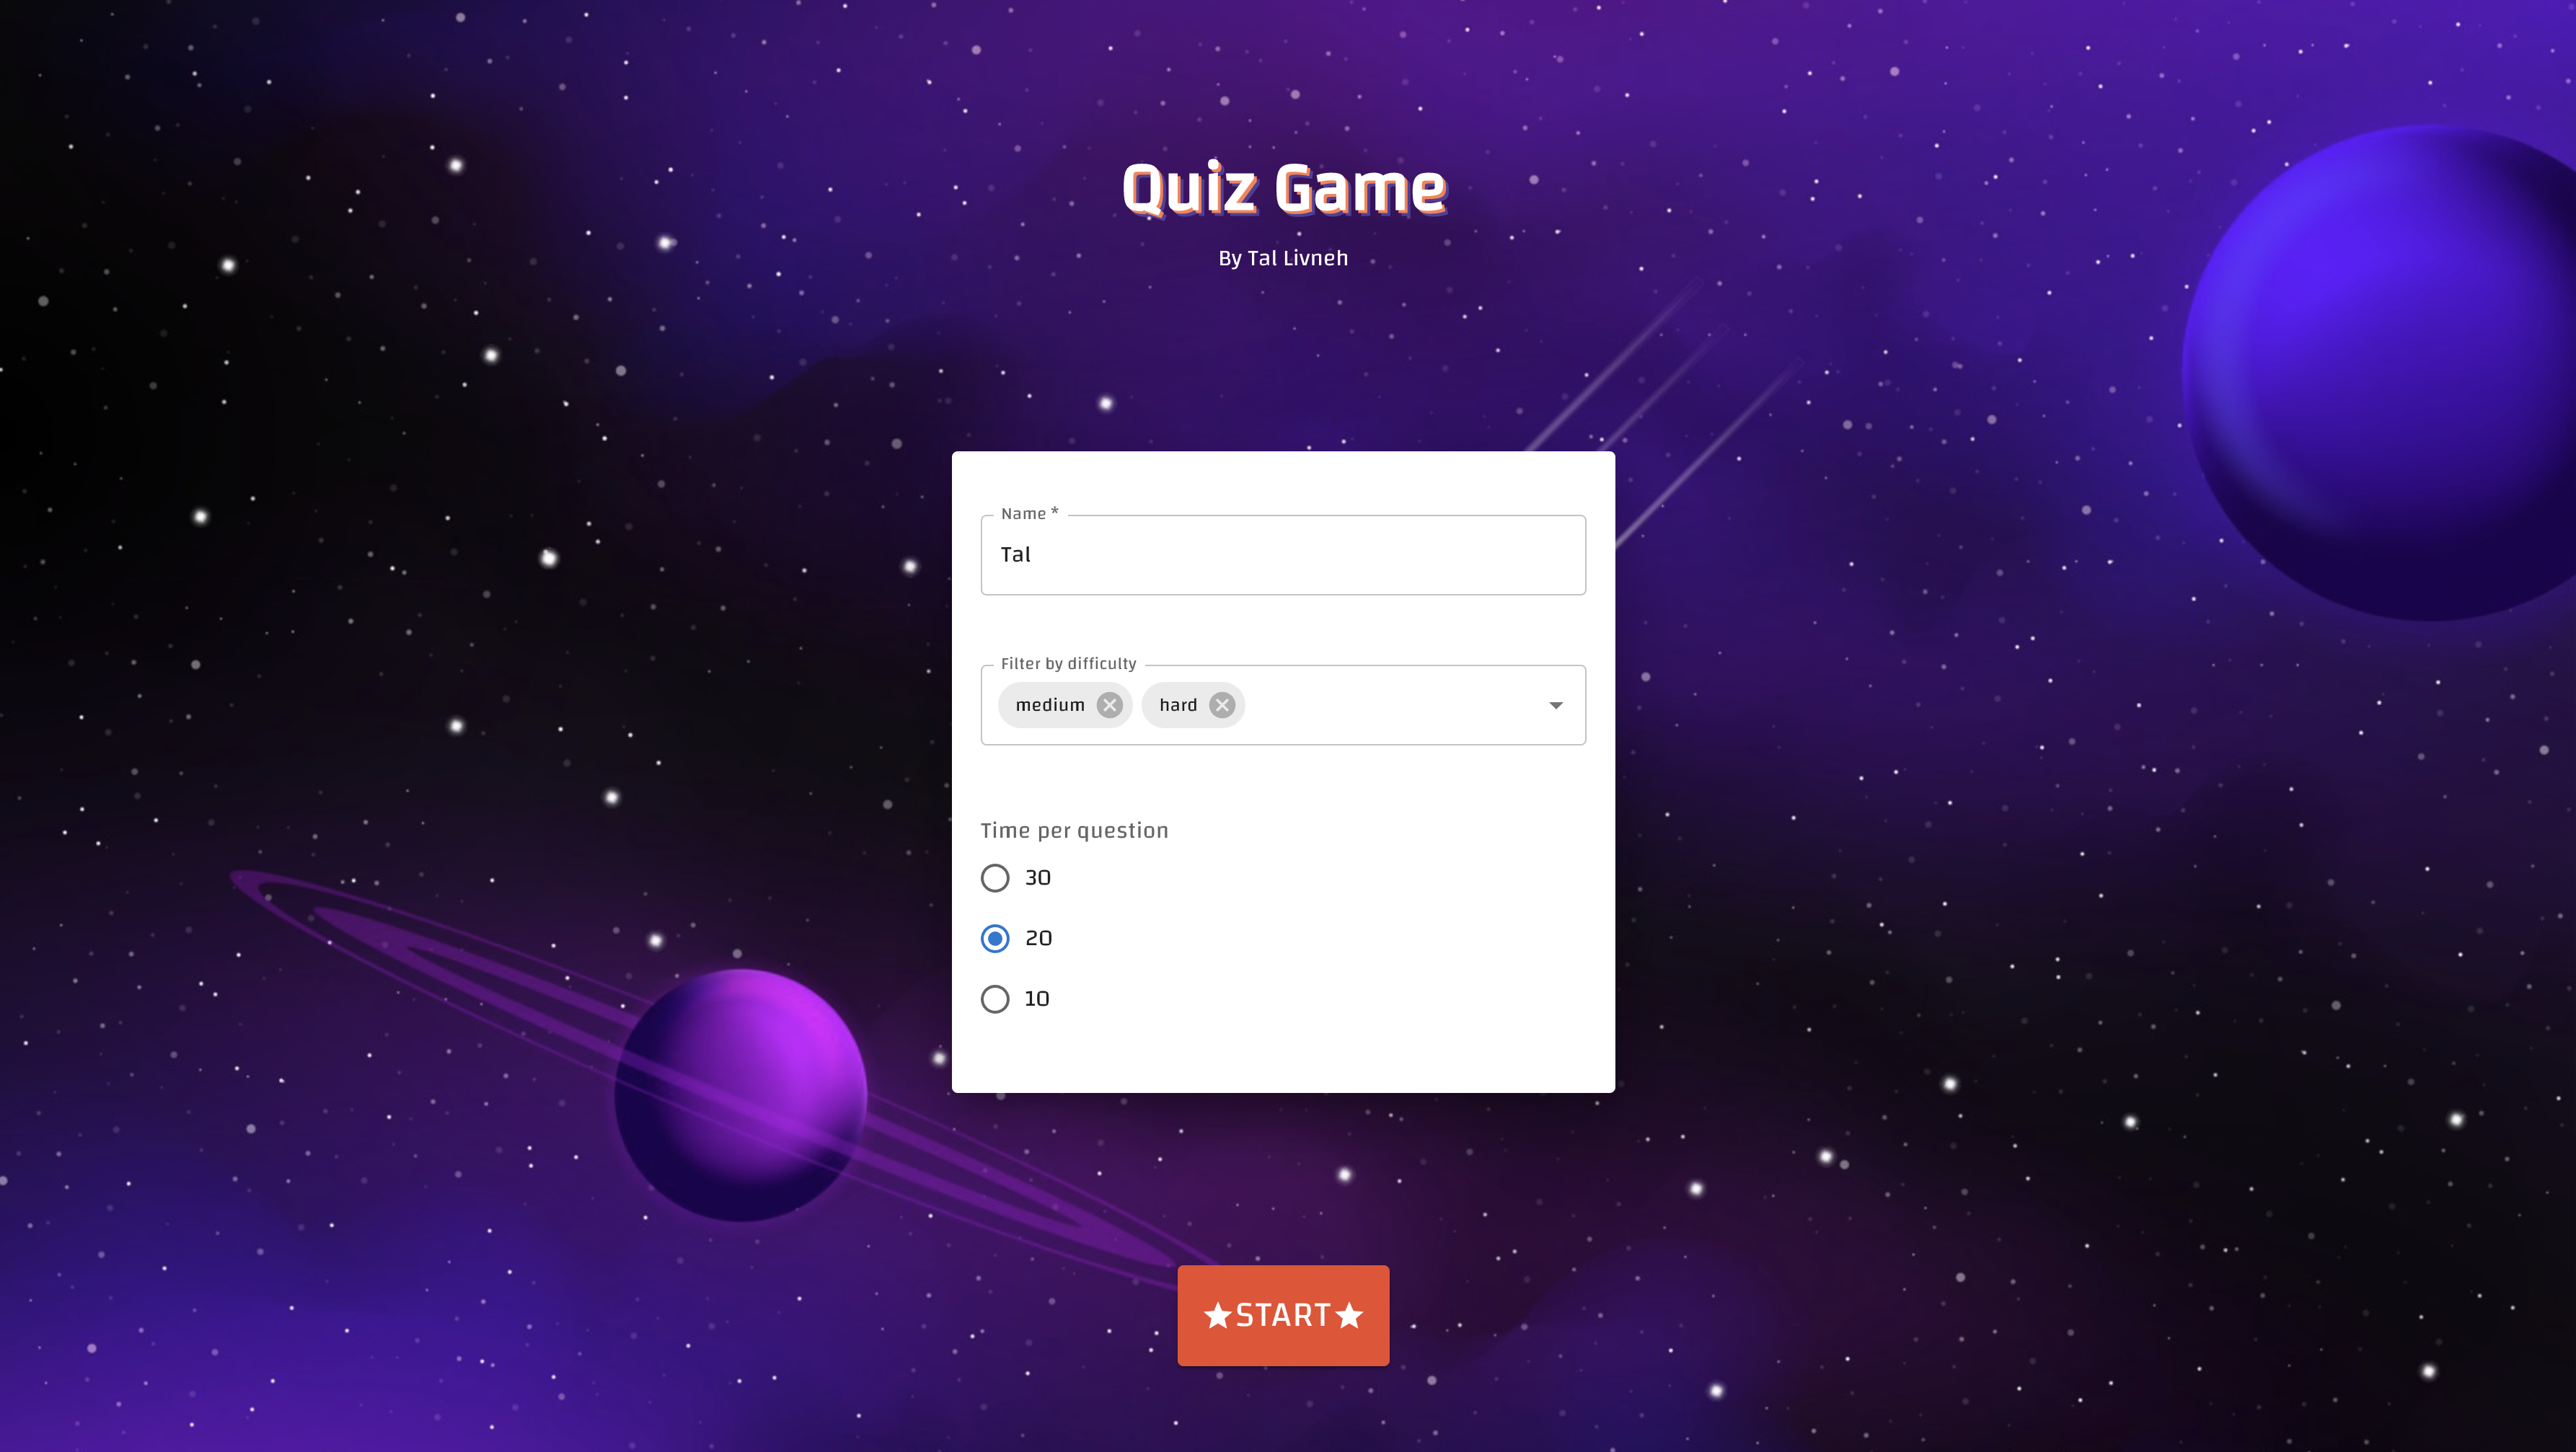 Quiz Game
By Tal Livneh
Name *
Tal
Filter by difficulty
medium hard
Time per question
30
20
10
START